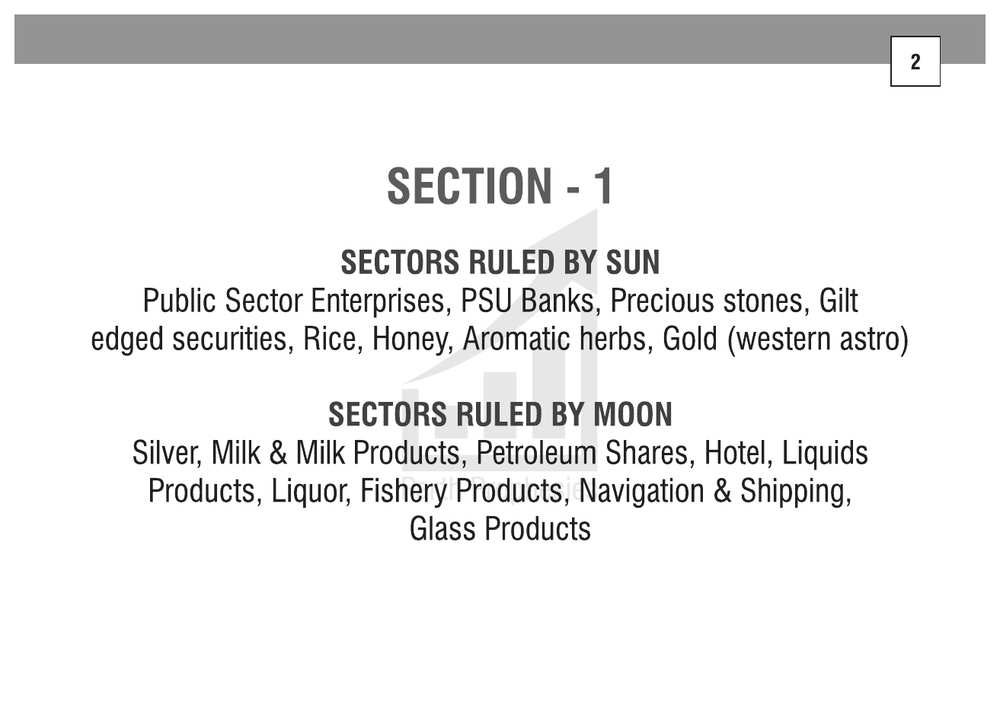 2
SECTION - 1
SECTORS RULED BY SUN
Public Sector Enterprises, PSU Banks, Precious stones, Gilt
edged securities, Rice, Honey, Aromatic herbs, Gold (western astro)
SECTORS RULED BY MOON
Silver, Milk & Milk Products, Petroleum Shares, Hotel, Liquids
Products, Liquor, Fishery Products, Navigation & Shipping,
Glass Products